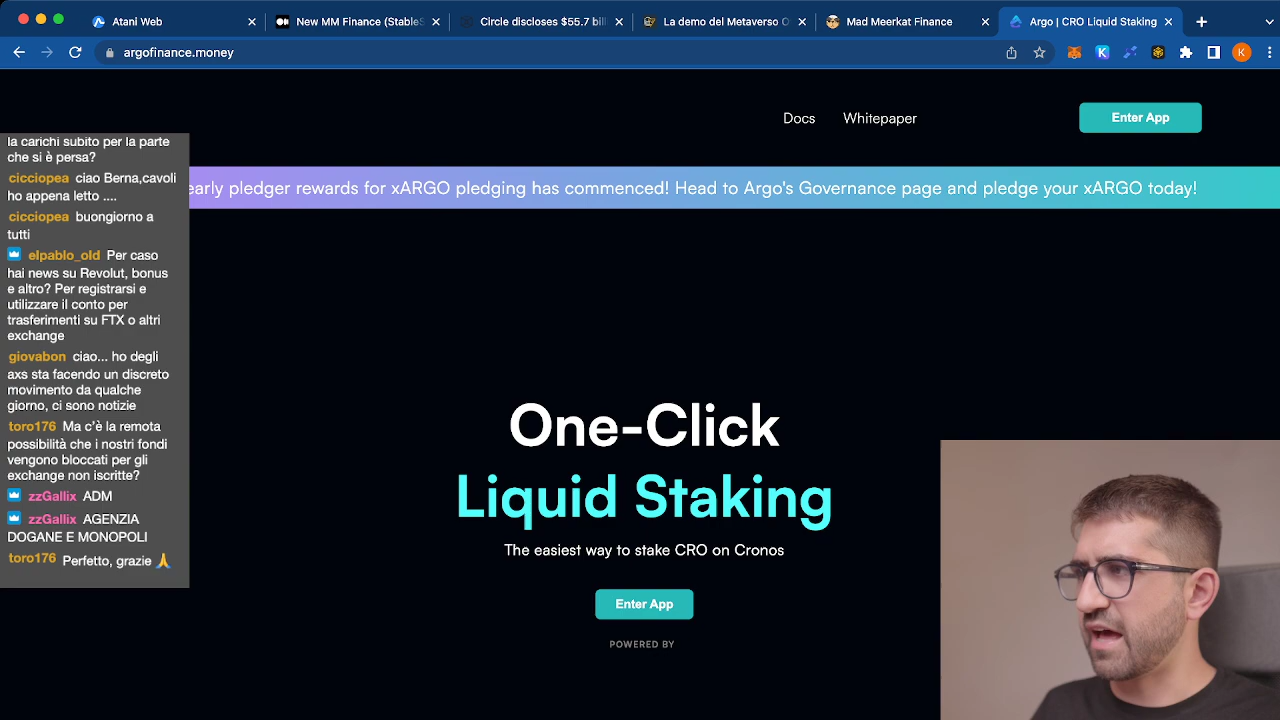 Atani Web
New MM Finance (StableS
Circle discloses $55.7 bill
La demo del Metaverso O
Mad Meerkat Finance
Argo | CRO Liquid Staking
argofinance.money
K
K
Docs
Whitepaper
Enter App
early pledger rewards for xARGO pledging has commenced! Head to Argo's Governance page and pledge your xARGO today!
la carichi subito per la parte
che si è persa?
cicciopea ciao Berna,cavoli
ho appena letto ....
cicciopea buongiorno a
tutti
elpablo_old Per caso
hai news su Revolut, bonus
e altro? Per registrarsi e
utilizzare il conto per
trasferimenti su FTX o altri
exchange
giovabon ciao... ho degli
axs sta facendo un discreto
movimento da qualche
giorno, ci sono notizie
toro176 Ma c'è la remota
possibilità che i nostri fondi
vengono bloccati per gli
exchange non iscritte?
zzGallix ADM
zzGallix AGENZIA
DOGANE E MONOPOLI
toro176 Perfetto, grazie 🙏
One-Click
Liquid Staking
The easiest way to stake CRO on Cronos
Enter App
POWERED BY